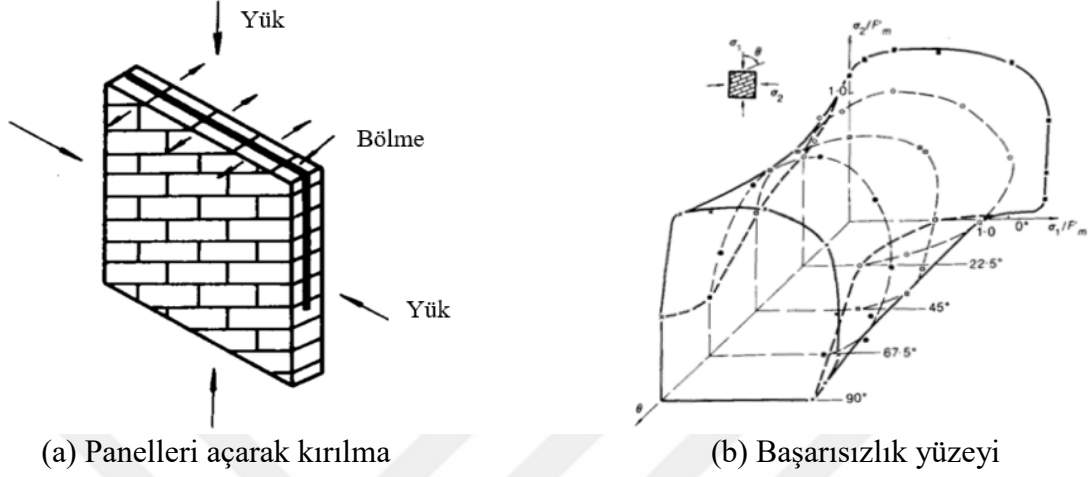 Yük
Bölme
Yük
(a) Panelleri açarak kırılma
σ₂/F'ₘ
σ₁
θ
σ₂
1·0
σ₁/F'ₘ
1·0
0°
22·5°
45°
67·5°
90°
θ
(b) Başarısızlık yüzeyi